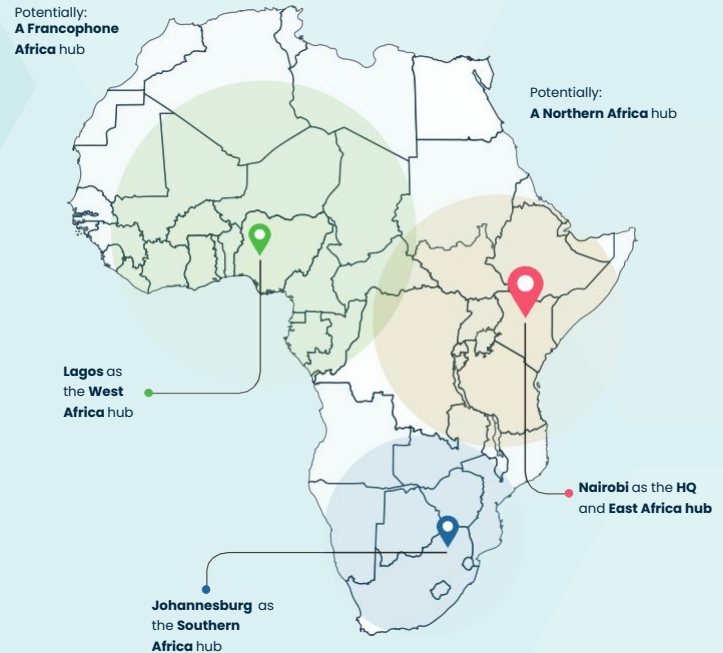 Potentially:
A Francophone
Africa hub
Potentially:
A Northern Africa hub
Lagos as
the West
Africa hub
Nairobi as the HQ
and East Africa hub
Johannesburg as
the Southern
Africa hub